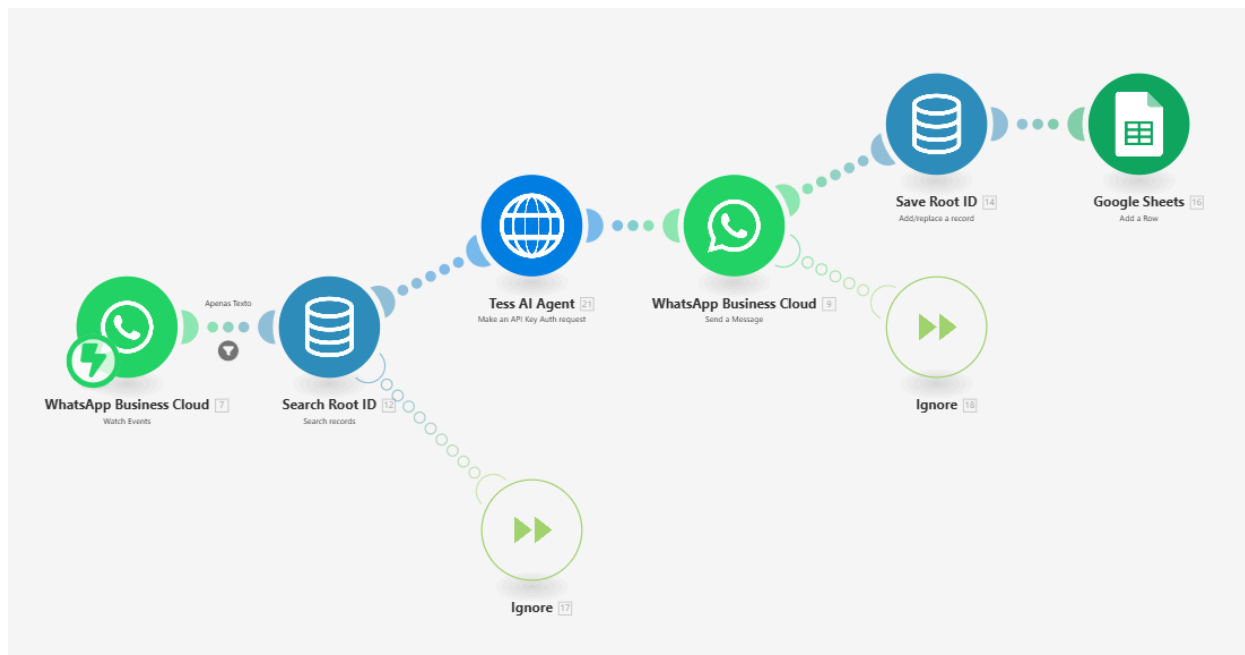 Apenas Texto
WhatsApp Business Cloud 7
Watch Events
Search Root ID 12
Search records
Tess AI Agent 21
Make an API Key Auth request
WhatsApp Business Cloud 9
Send a Message
Save Root ID 14
Add/replace a record
Google Sheets 16
Add a Row
Ignore 18
Ignore 17